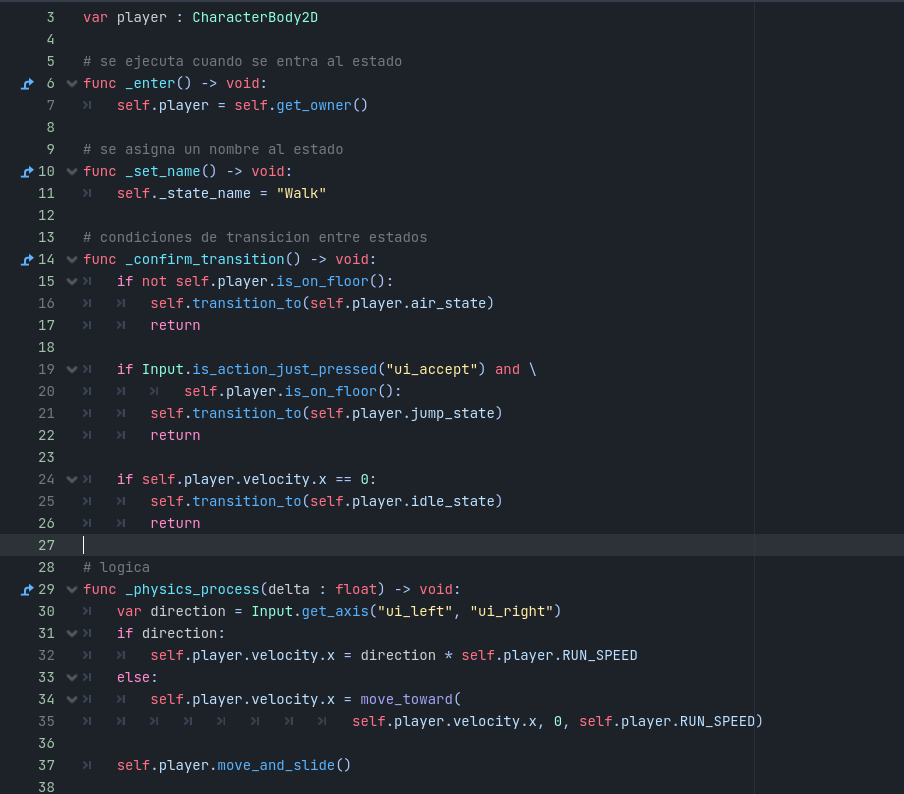 3 var player : CharacterBody2D
4
5 # se ejecuta cuando se entra al estado
6 func _enter() -> void:
7 self.player = self.get_owner()
8
9 # se asigna un nombre al estado
10 func _set_name() -> void:
11 self._state_name = "Walk"
12
13 # condiciones de transicion entre estados
14 func _confirm_transition() -> void:
15 if not self.player.is_on_floor():
16 self.transition_to(self.player.air_state)
17 return
18
19 if Input.is_action_just_pressed("ui_accept") and \
20 self.player.is_on_floor():
21 self.transition_to(self.player.jump_state)
22 return
23
24 if self.player.velocity.x == 0:
25 self.transition_to(self.player.idle_state)
26 return
27
28 # logica
29 func _physics_process(delta : float) -> void:
30 var direction = Input.get_axis("ui_left", "ui_right")
31 if direction:
32 self.player.velocity.x = direction * self.player.RUN_SPEED
33 else:
34 self.player.velocity.x = move_toward(
35 self.player.velocity.x, 0, self.player.RUN_SPEED)
36
37 self.player.move_and_slide()
38